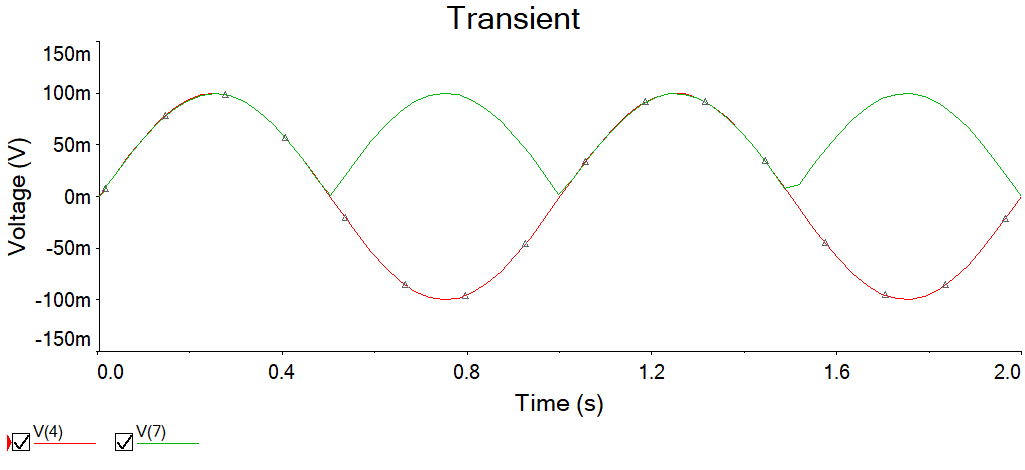 Transient
150m
100m
50m
0m
-50m
-100m
-150m
Voltage (V)
0.0 0.4 0.8 1.2 1.6 2.0
Time (s)
V(4) V(7)